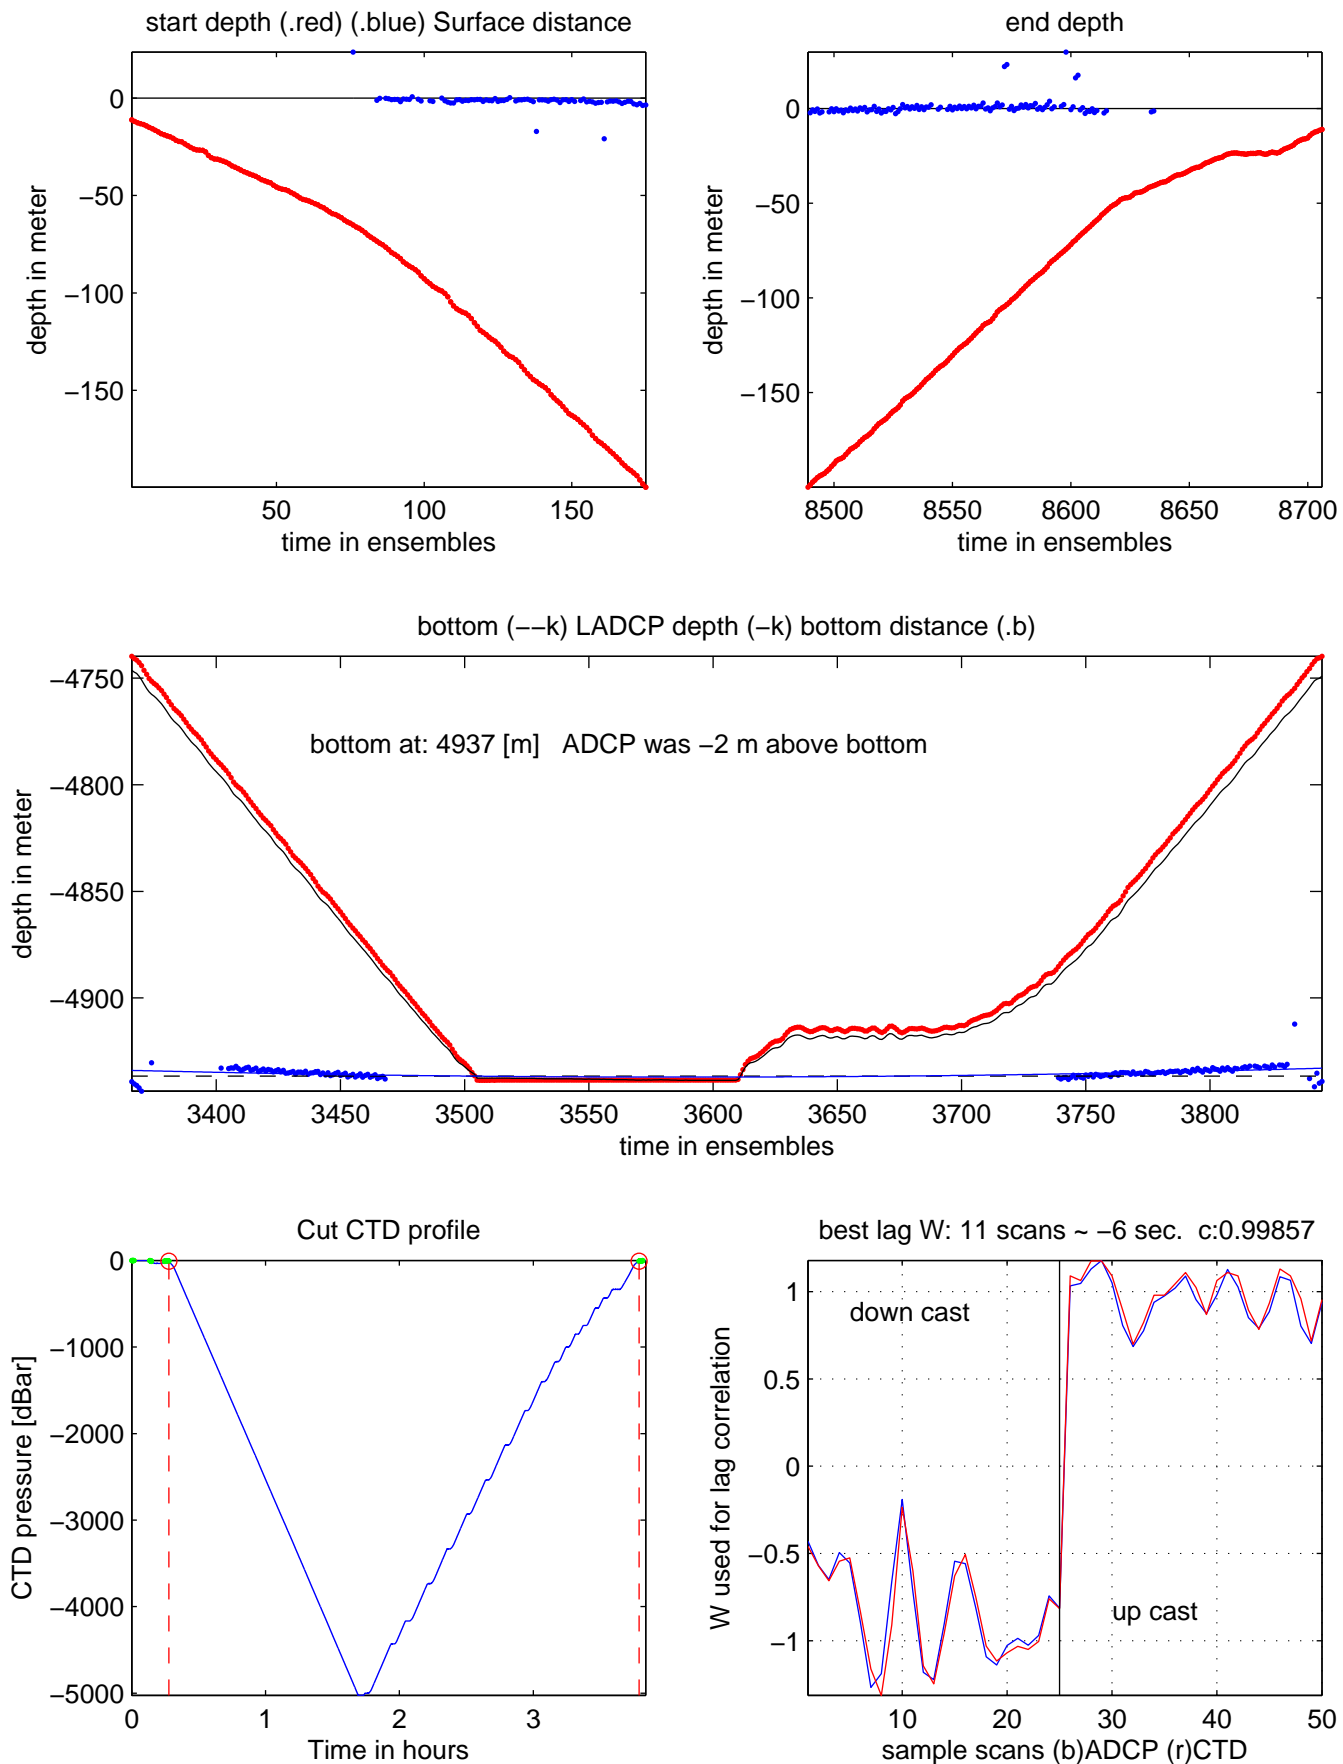 start depth (.red) (.blue) Surface distance
end depth
0
−50
−100
−150
depth in meter
50
100
150
time in ensembles
0
−50
−100
−150
depth in meter
8500
8550
8600
8650
8700
time in ensembles
bottom (−−k) LADCP depth (−k) bottom distance (.b)
−4750
−4800
−4850
−4900
depth in meter
bottom at: 4937 [m]   ADCP was −2 m above bottom
3400
3450
3500
3550
3600
3650
3700
3750
3800
time in ensembles
Cut CTD profile
0
−1000
−2000
−3000
−4000
−5000
CTD pressure [dBar]
0
1
2
3
Time in hours
best lag W: 11 scans ~ −6 sec.  c:0.99857
1
0.5
0
−0.5
−1
W used for lag correlation
down cast
up cast
10
20
30
40
50
sample scans (b)ADCP (r)CTD